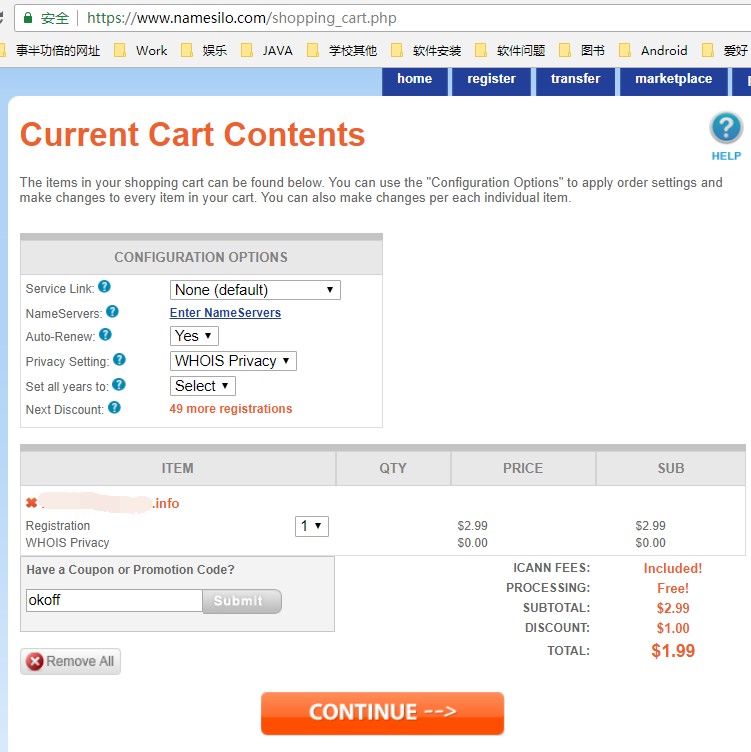 安全 https://www.namesilo.com/shopping_cart.php
事半功倍的网址 Work 娱乐 JAVA 学校其他 软件安装 软件问题 图书 Android 爱好
home register transfer marketplace
Current Cart Contents
HELP
The items in your shopping cart can be found below. You can use the "Configuration Options" to apply order settings and
make changes to every item in your cart. You can also make changes per each individual item.
CONFIGURATION OPTIONS
Service Link: ? None (default)
NameServers: ? Enter NameServers
Auto-Renew: ? Yes
Privacy Setting: ? WHOIS Privacy
Set all years to: ? Select
Next Discount: ? 49 more registrations
ITEM QTY PRICE SUB
.info
Registration 1 $2.99 $2.99
WHOIS Privacy $0.00 $0.00
Have a Coupon or Promotion Code?
okoff Submit
ICANN FEES: Included!
PROCESSING: Free!
SUBTOTAL: $2.99
DISCOUNT: $1.00
TOTAL: $1.99
Remove All
CONTINUE -->